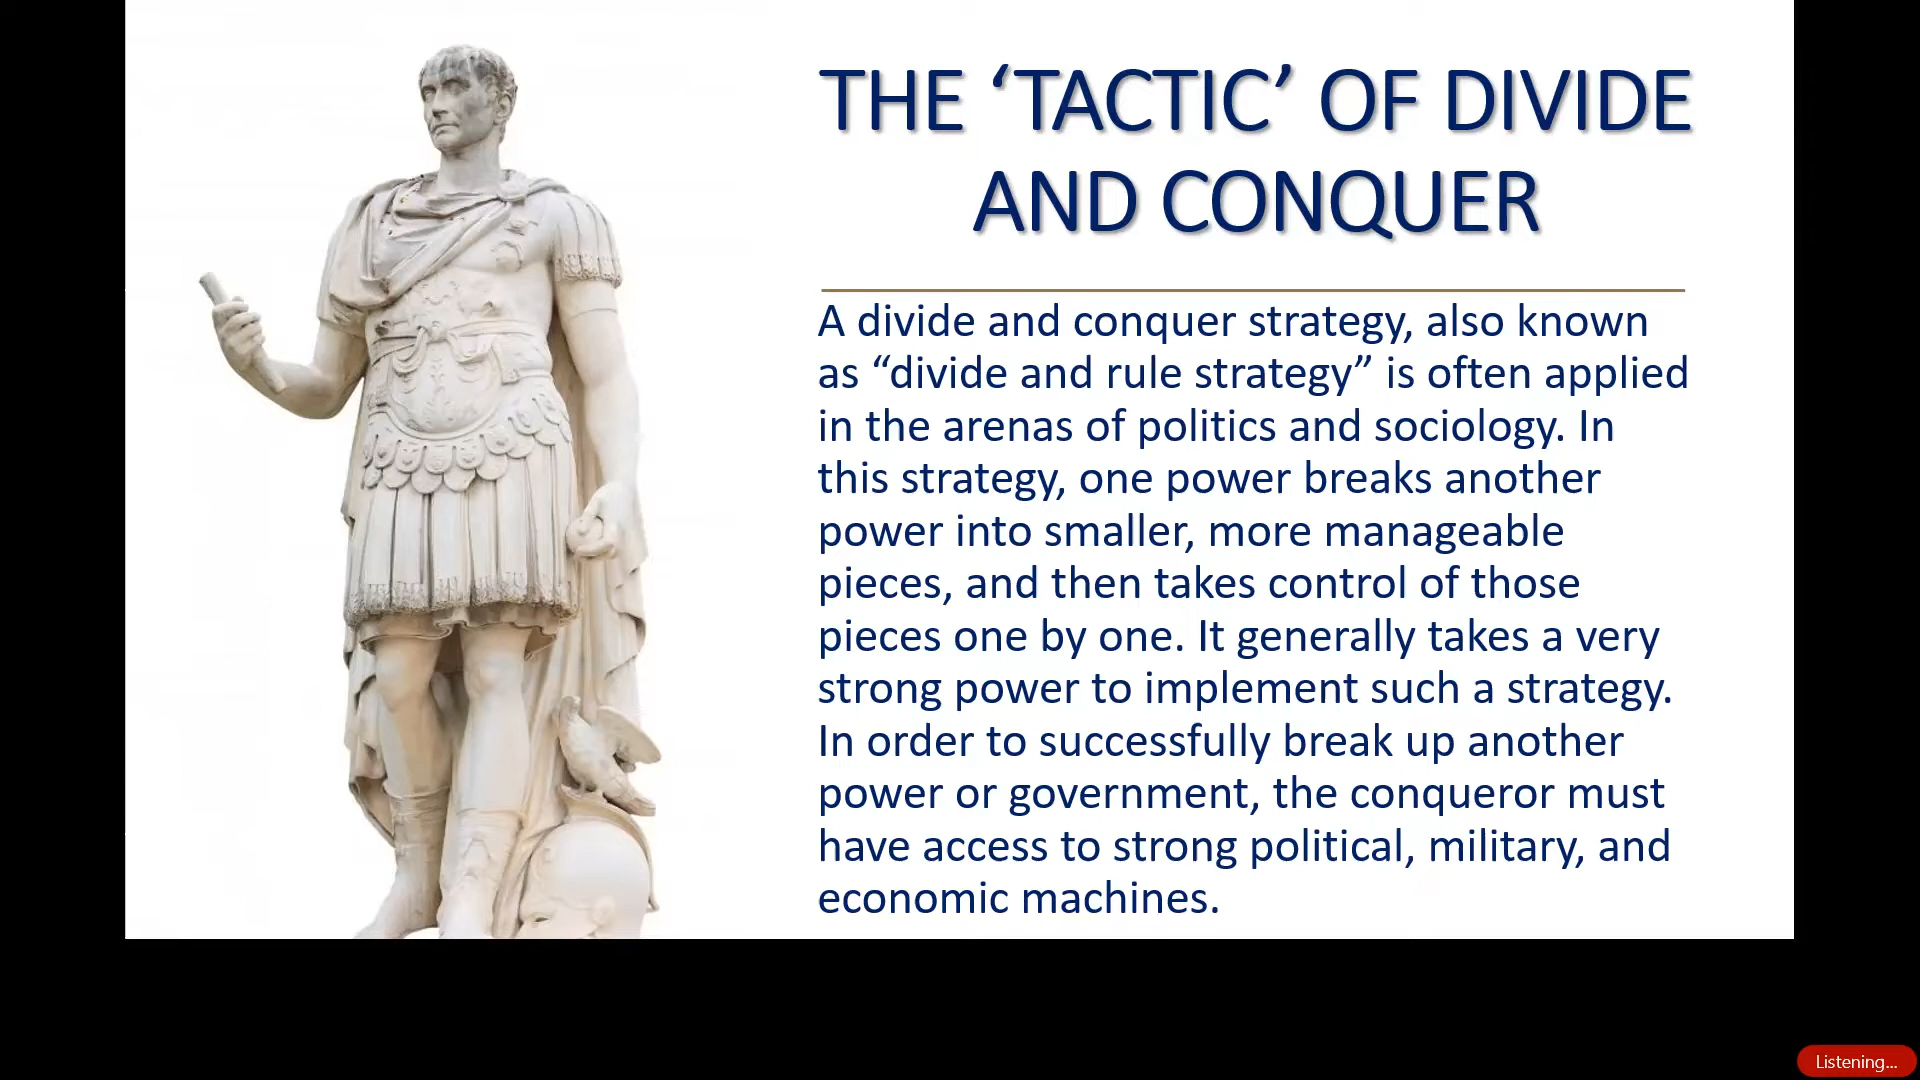 THE ‘TACTIC’ OF DIVIDE
AND CONQUER
A divide and conquer strategy, also known
as “divide and rule strategy” is often applied
in the arenas of politics and sociology. In
this strategy, one power breaks another
power into smaller, more manageable
pieces, and then takes control of those
pieces one by one. It generally takes a very
strong power to implement such a strategy.
In order to successfully break up another
power or government, the conqueror must
have access to strong political, military, and
economic machines.
Listening...